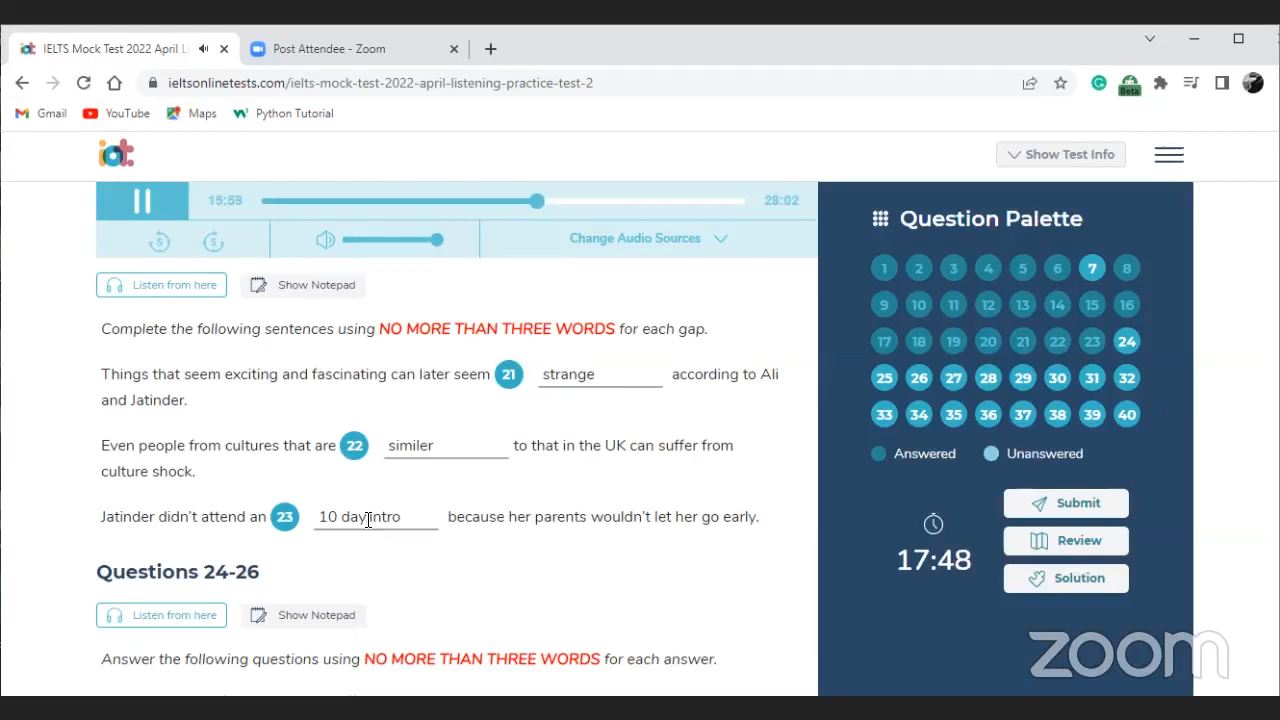 IELTS Mock Test 2022 April L
Post Attendee - Zoom
ieltsonlinetests.com/ielts-mock-test-2022-april-listening-practice-test-2
Beta
Gmail
YouTube
Maps
Python Tutorial
iot.
Show Test Info
15:58
28:02
5
5
Change Audio Sources
Listen from here
Show Notepad
Complete the following sentences using NO MORE THAN THREE WORDS for each gap.
Things that seem exciting and fascinating can later seem 21 strange according to Ali
and Jatinder.
Even people from cultures that are 22 similer to that in the UK can suffer from
culture shock.
Jatinder didn't attend an 23 10 day intro because her parents wouldn't let her go early.
Questions 24-26
Listen from here
Show Notepad
Answer the following questions using NO MORE THAN THREE WORDS for each answer.
Question Palette
1 2 3 4 5 6 7 8
9 10 11 12 13 14 15 16
17 18 19 20 21 22 23 24
25 26 27 28 29 30 31 32
33 34 35 36 37 38 39 40
Answered
Unanswered
17:48
Submit
Review
Solution
zoom